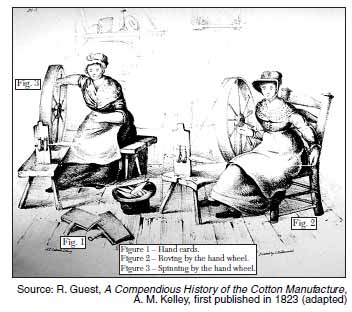 Fig. 3
Fig. 1
Fig. 2
Figure 1 – Hand cards.
Figure 2 – Roving by the hand wheel.
Figure 3 – Spinning by the hand wheel.
Source: R. Guest, A Compendious History of the Cotton Manufacture,
A. M. Kelley, first published in 1823 (adapted)